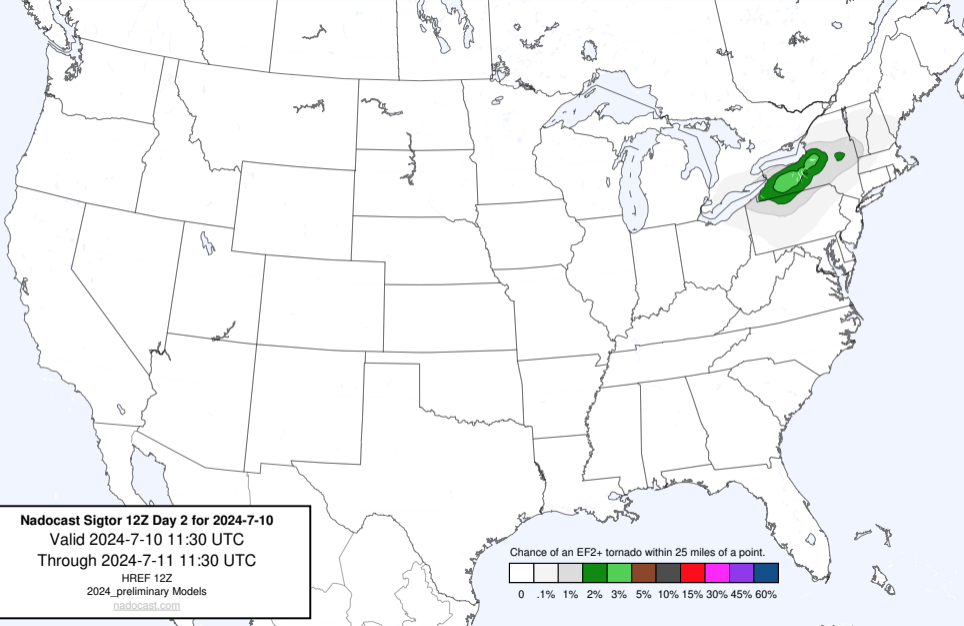 Nadocast Sigtor 12Z Day 2 for 2024-7-10
Valid 2024-7-10 11:30 UTC
Through 2024-7-11 11:30 UTC
HREF 12Z
2024_preliminary Models
nadocast.com
Chance of an EF2+ tornado within 25 miles of a point.
0 .1% 1% 2% 3% 5% 10% 15% 30% 45% 60%